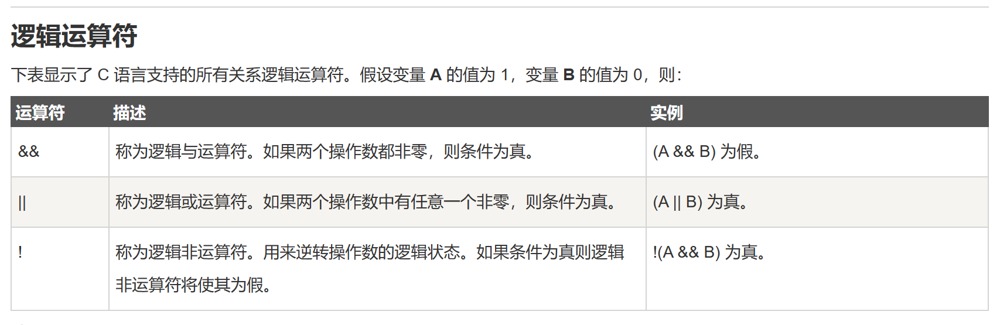 逻辑运算符
下表显示了 C 语言支持的所有关系逻辑运算符。假设变量 A 的值为 1，变量 B 的值为 0，则：
运算符 描述 实例
&& 称为逻辑与运算符。如果两个操作数都非零，则条件为真。 (A && B) 为假。
|| 称为逻辑或运算符。如果两个操作数中有任意一个非零，则条件为真。 (A || B) 为真。
! 称为逻辑非运算符。用来逆转操作数的逻辑状态。如果条件为真则逻辑 !(A && B) 为真。
非运算符将使其为假。